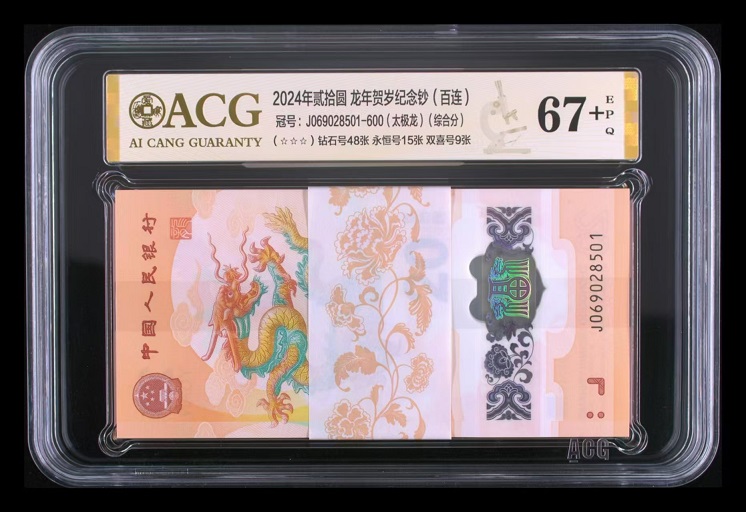 ACG
AI CANG GUARANTY
2024年贰拾圆 龙年贺岁纪念钞(百连)
冠号:J069028501-600(太极龙)(综合分)
(☆☆☆)钻石号48张 永恒号15张 双喜号9张
67+
EPQ
中国人民银行
J069028501
ACG